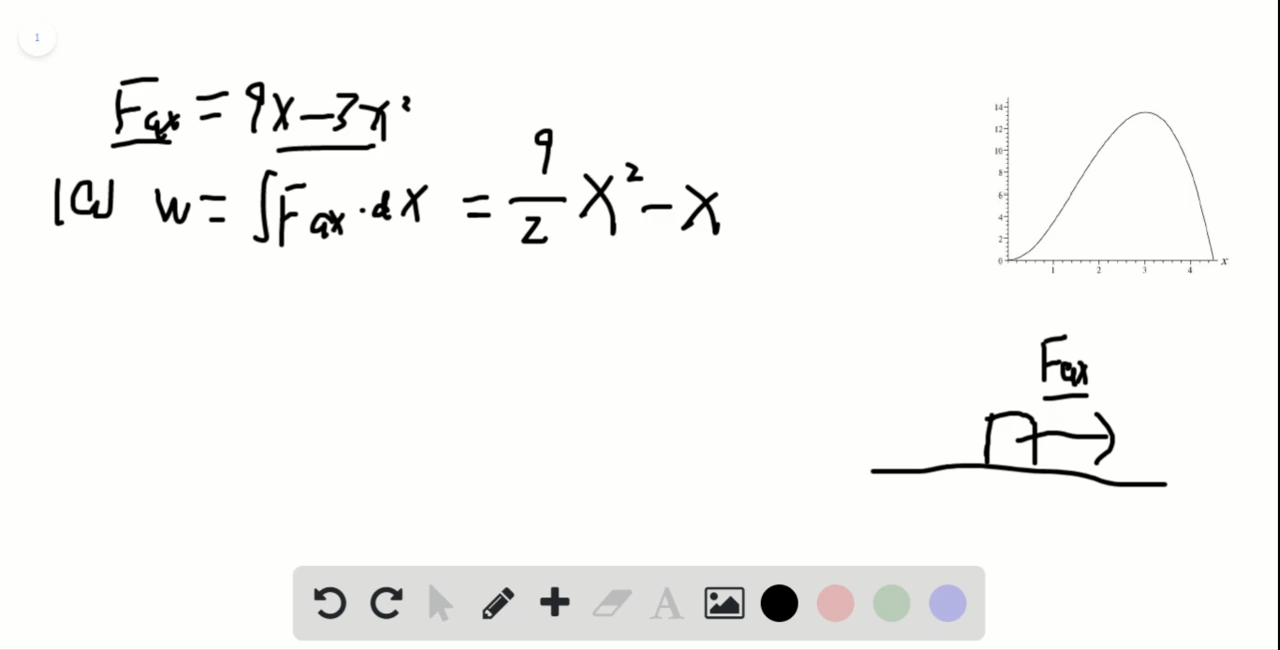 1
Fax = 9x - 3x²
(a) W = ∫Fax · dx = 9/2 x² - x
14
12
10
8
6
4
2
0
1 2 3 4 x
Fax
A